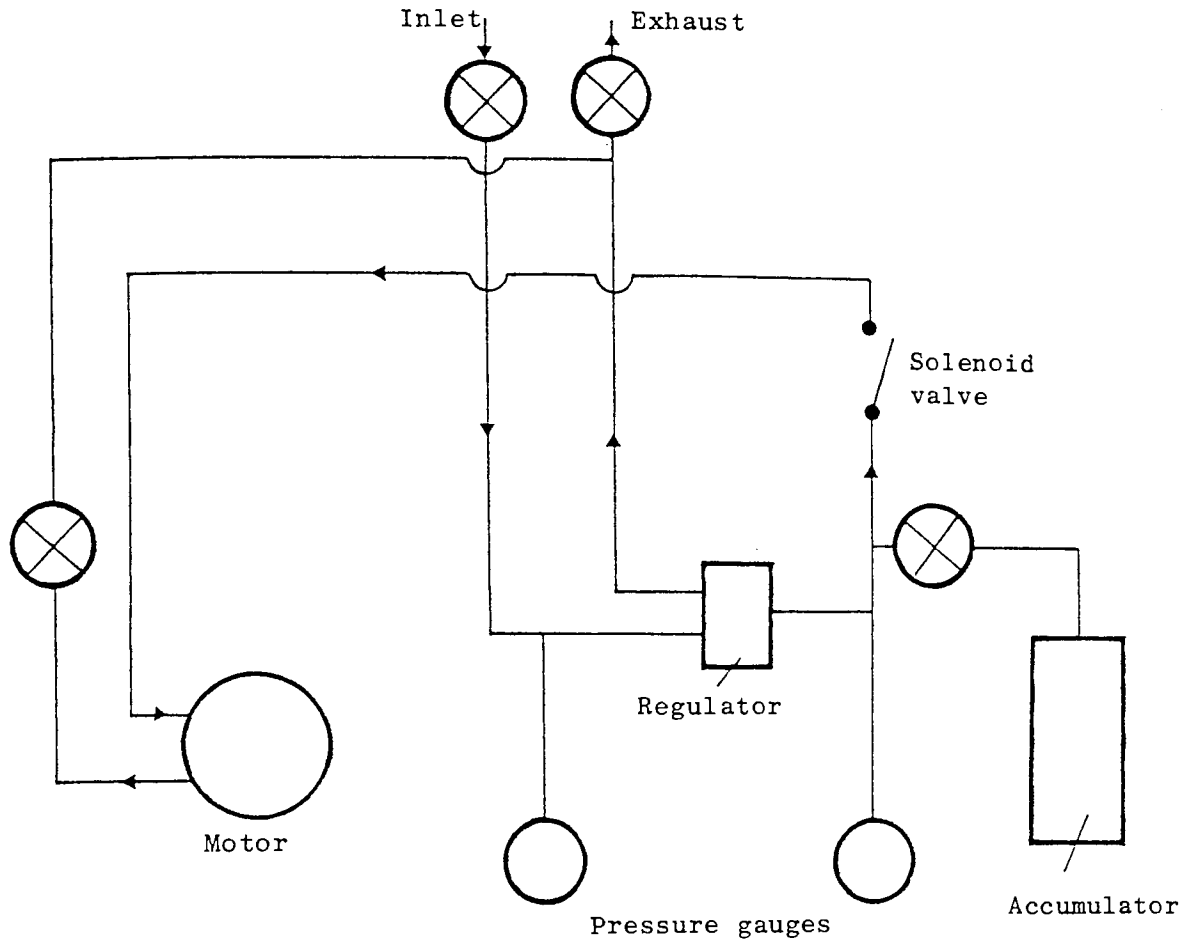 Inlet
Exhaust
Solenoid
valve
Regulator
Motor
Accumulator
Pressure gauges